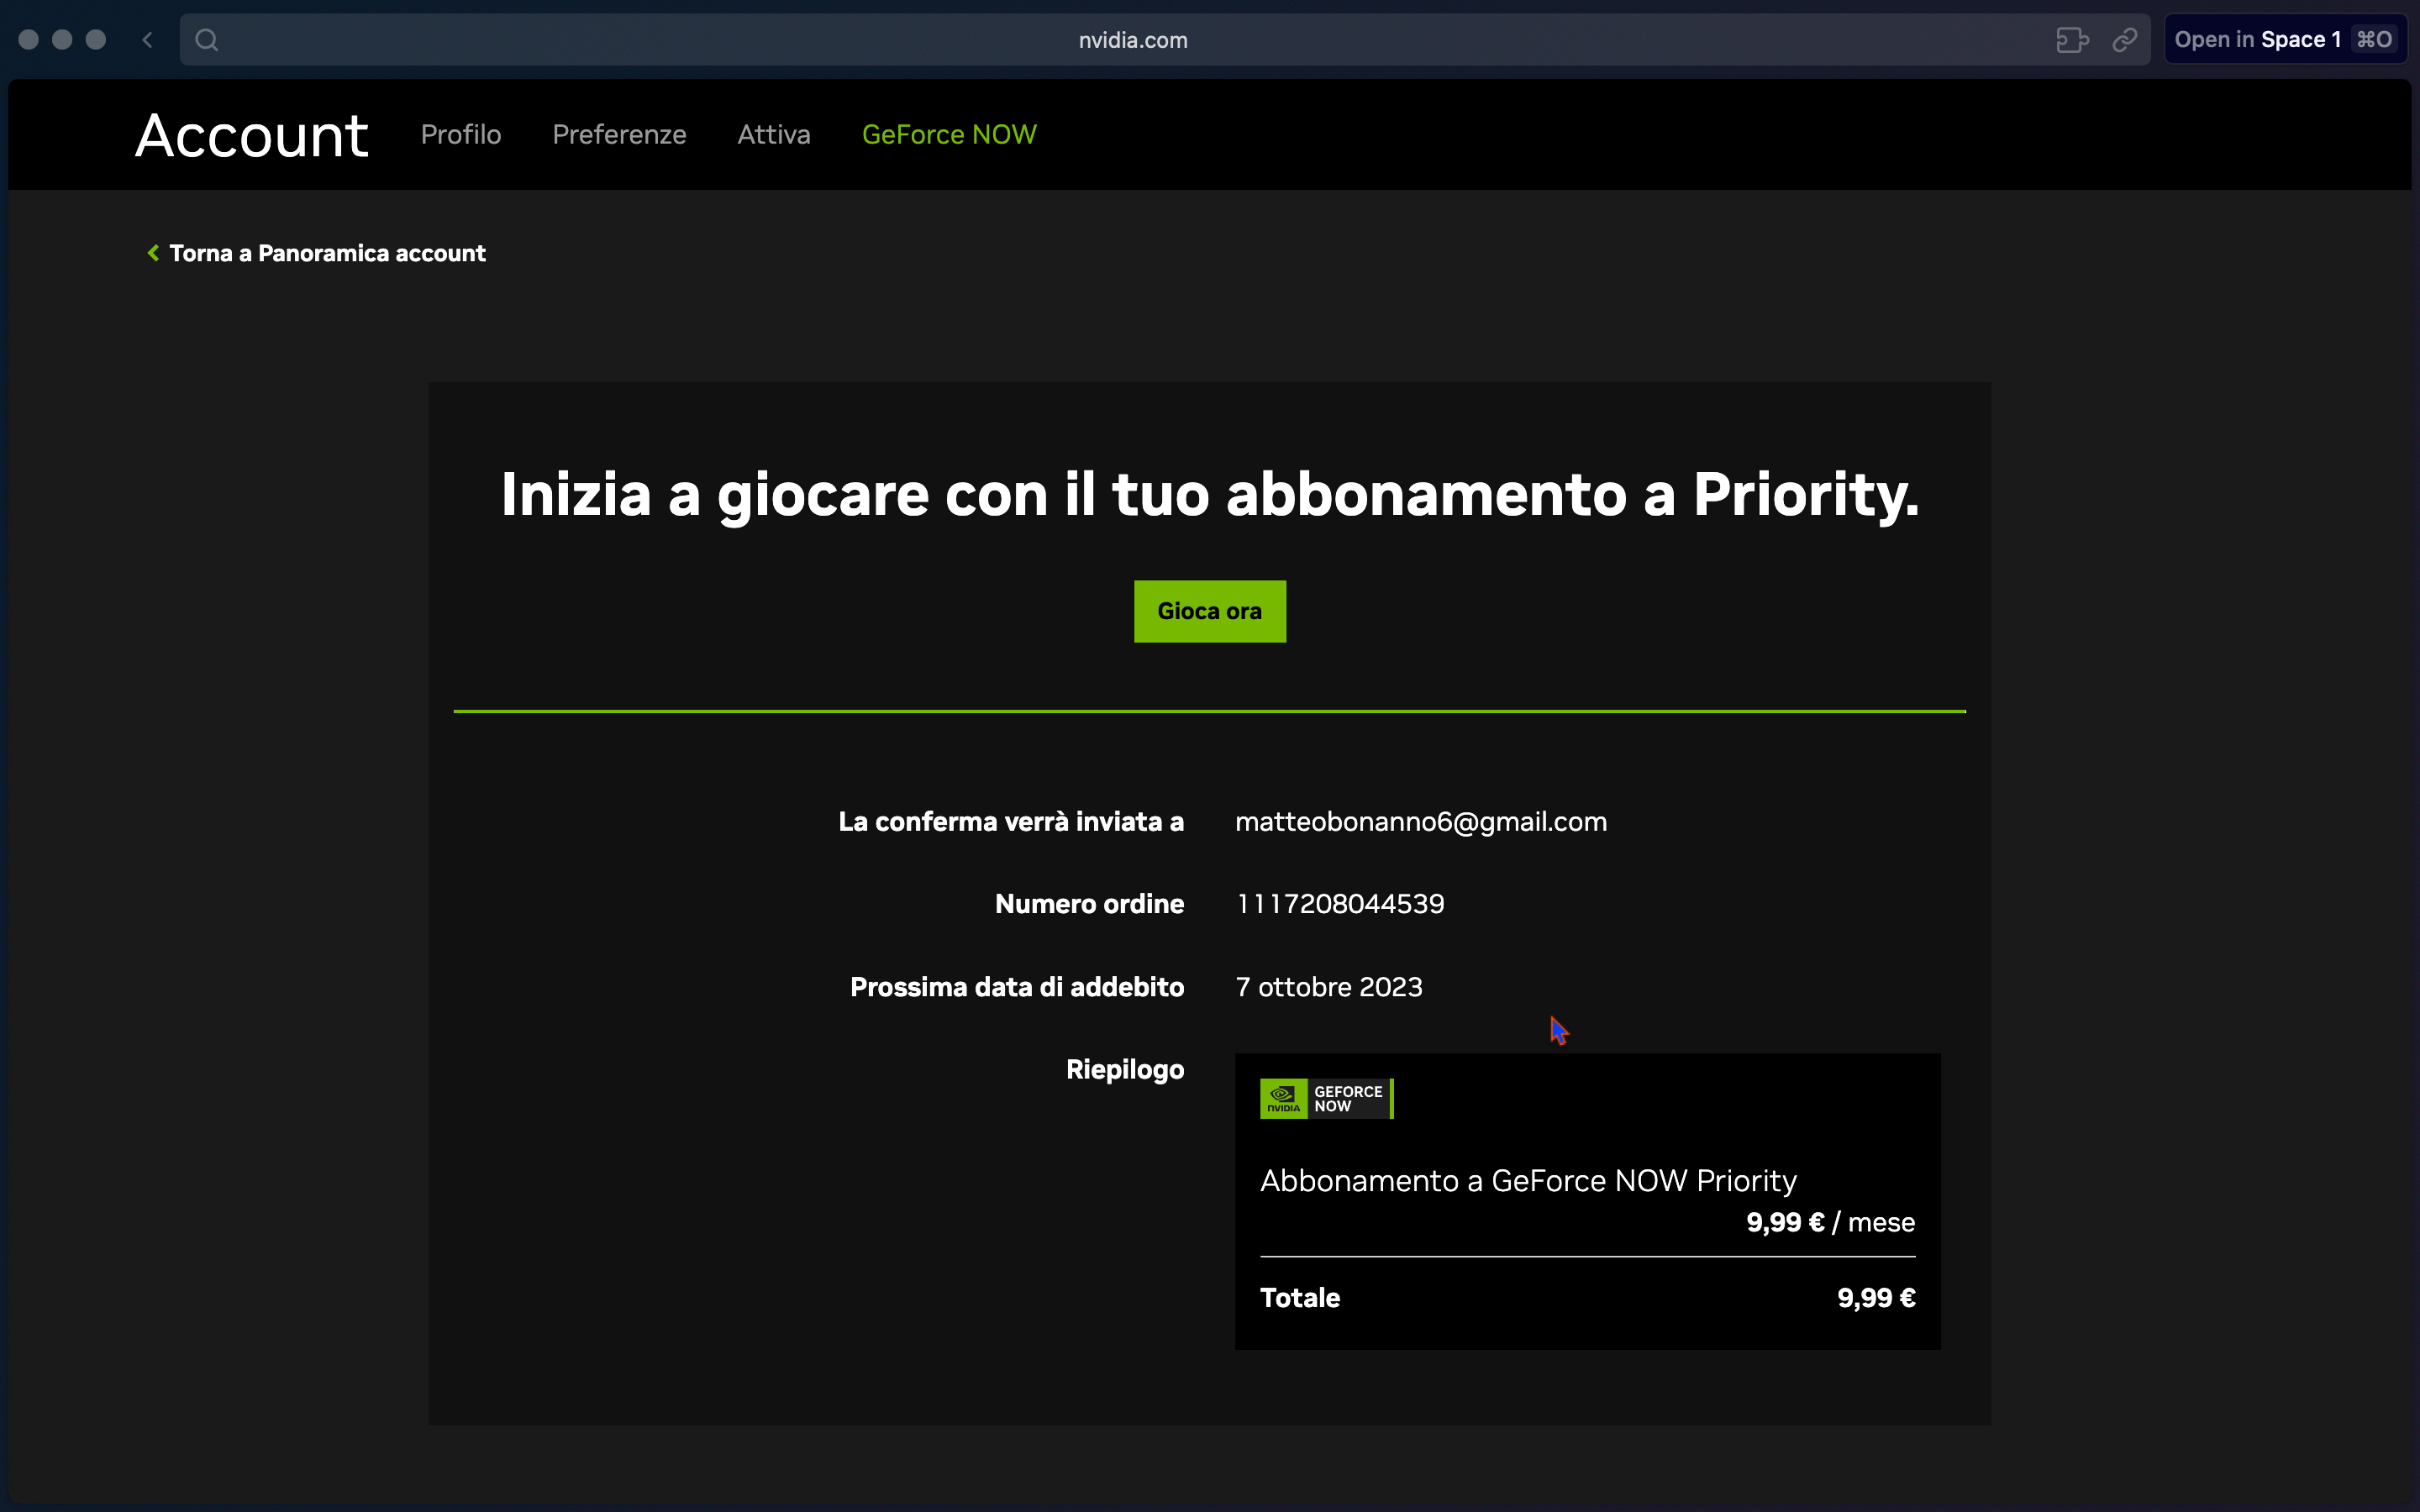 nvidia.com
Open in Space 1 ⌘O
Account Profilo Preferenze Attiva GeForce NOW
Torna a Panoramica account
Inizia a giocare con il tuo abbonamento a Priority.
Gioca ora
La conferma verrà inviata a matteobonanno6@gmail.com
Numero ordine 1117208044539
Prossima data di addebito 7 ottobre 2023
Riepilogo
NVIDIA GEFORCE
NOW
Abbonamento a GeForce NOW Priority
9,99 € / mese
Totale 9,99 €